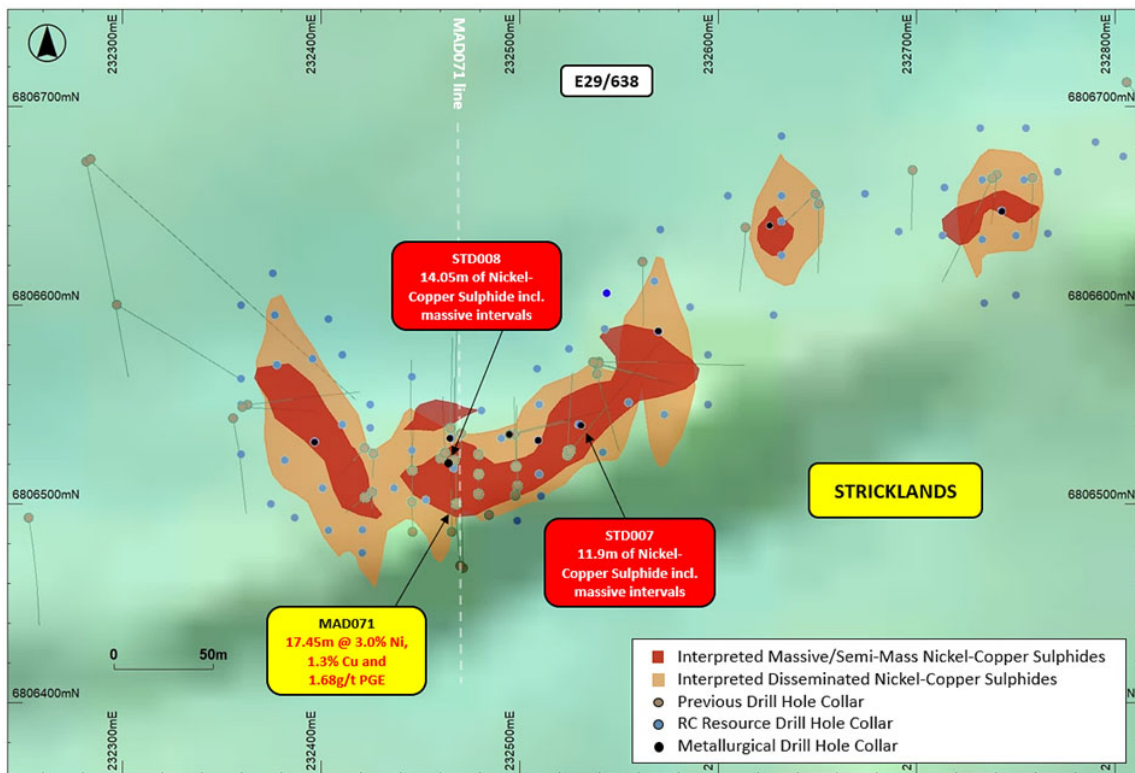 232300mE
232400mE
232500mE
232600mE
232700mE
232800mE
MAD071 line
E29/638
6806700mN
6806700mN
STD008
14.05m of Nickel-
Copper Sulphide incl.
massive intervals
6806600mN
6806600mN
6806500mN
6806500mN
STRICKLANDS
STD007
11.9m of Nickel-
Copper Sulphide incl.
massive intervals
MAD071
17.45m @ 3.0% Ni,
1.3% Cu and
1.68g/t PGE
0 50m
6806400mN
Interpreted Massive/Semi-Mass Nickel-Copper Sulphides
Interpreted Disseminated Nickel-Copper Sulphides
Previous Drill Hole Collar
RC Resource Drill Hole Collar
Metallurgical Drill Hole Collar
232300mE
232400mE
232500mE